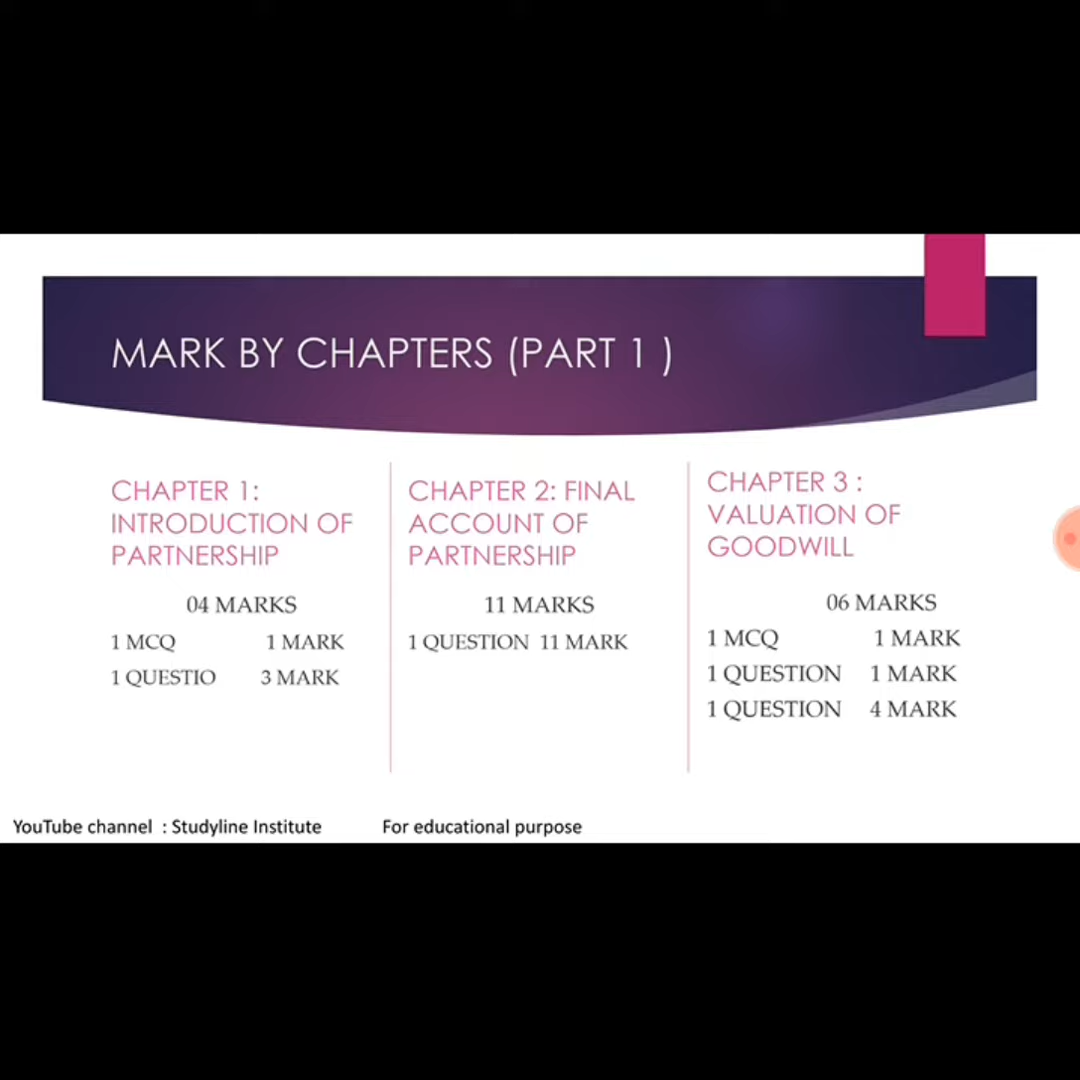 MARK BY CHAPTERS (PART 1 )
CHAPTER 1:
INTRODUCTION OF
PARTNERSHIP
04 MARKS
1 MCQ 1 MARK
1 QUESTIO 3 MARK
CHAPTER 2: FINAL
ACCOUNT OF
PARTNERSHIP
11 MARKS
1 QUESTION 11 MARK
CHAPTER 3 :
VALUATION OF
GOODWILL
06 MARKS
1 MCQ 1 MARK
1 QUESTION 1 MARK
1 QUESTION 4 MARK
YouTube channel : Studyline Institute For educational purpose